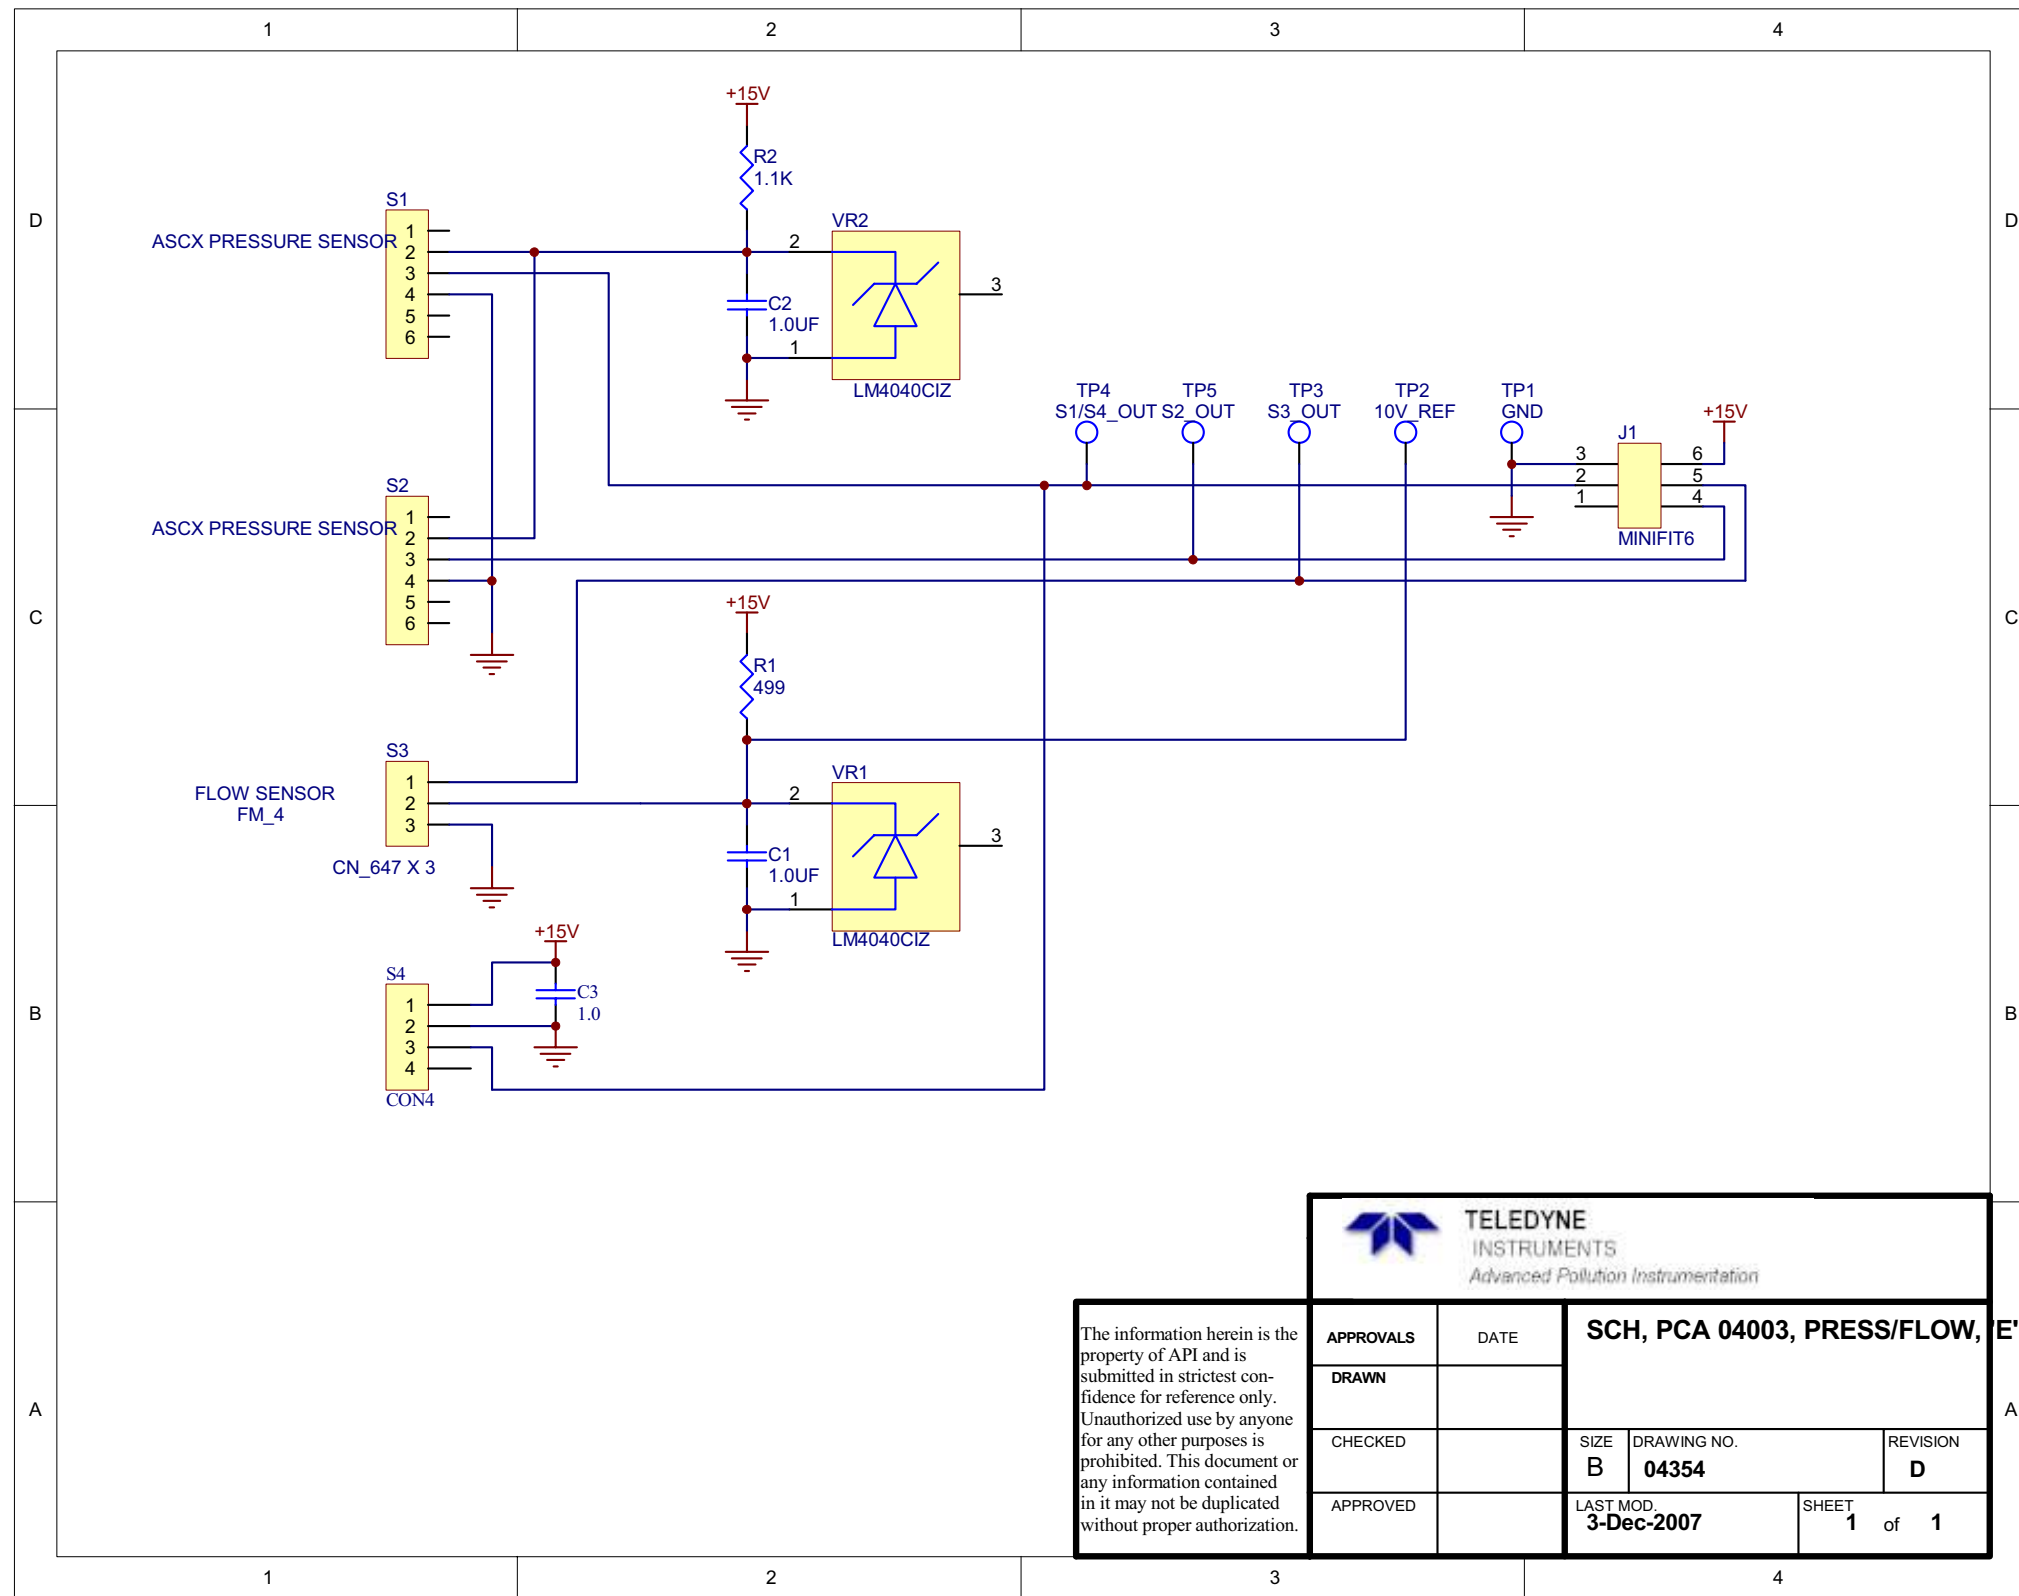 1 2 3 4
D D
C C
B B
A A
+15V
R2
1.1K
S1
ASCX PRESSURE SENSOR
1
2
3
4
5
6
VR2
2
3
1
C2
1.0UF
LM4040CIZ
TP4
S1/S4_OUT
TP5
S2_OUT
TP3
S3_OUT
TP2
10V_REF
TP1
GND
+15V
J1
3 6
2 5
1 4
MINIFIT6
S2
ASCX PRESSURE SENSOR
1
2
3
4
5
6
+15V
R1
499
S3
FLOW SENSOR
FM_4
1
2
3
CN_647 X 3
VR1
2
3
1
C1
1.0UF
LM4040CIZ
+15V
S4
1
2
3
4
CON4
C3
1.0
TELEDYNE
INSTRUMENTS
Advanced Pollution Instrumentation
The information herein is the
property of API and is
submitted in strictest con-
fidence for reference only.
Unauthorized use by anyone
for any other purposes is
prohibited. This document or
any information contained
in it may not be duplicated
without proper authorization.
APPROVALS DATE
DRAWN
CHECKED
APPROVED
SCH, PCA 04003, PRESS/FLOW, 'E'
SIZE DRAWING NO. REVISION
B 04354 D
LAST MOD. SHEET
3-Dec-2007 1 of 1
1 2 3 4